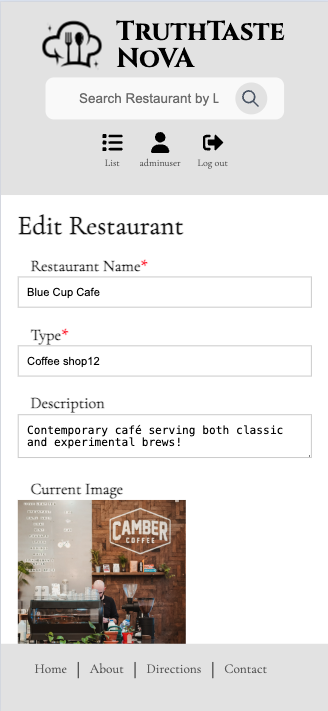 TruthTaste
NoVA
Search Restaurant by L
List
adminuser
Log out
Edit Restaurant
Restaurant Name*
Blue Cup Cafe
Type*
Coffee shop12
Description
Contemporary café serving both classic
and experimental brews!
Current Image
CAMBER
COFFEE
Home | About | Directions | Contact